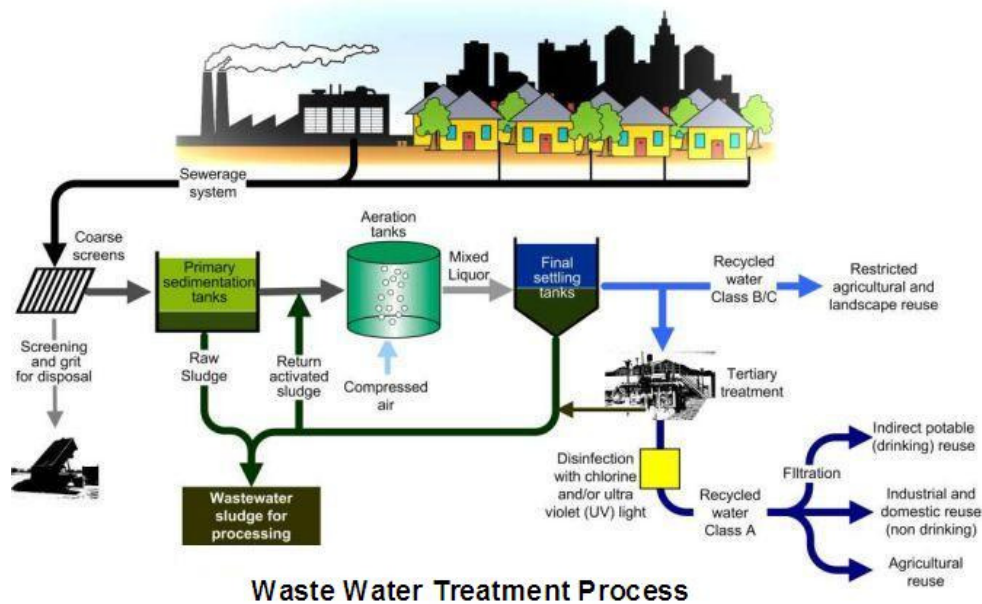 Sewerage
system
Coarse
screens
Primary
sedimentation
tanks
Aeration
tanks
Mixed
Liquor
Final
settling
tanks
Recycled
water
Class B/C
Restricted
agricultural and
landscape reuse
Screening
and grit
for disposal
Raw
Sludge
Return
activated
sludge
Compressed
air
Tertiary
treatment
Wastewater
sludge for
processing
Disinfection
with chlorine
and/or ultra
violet (UV) light
Recycled
water
Class A
FIltration
Indirect potable
(drinking) reuse
Industrial and
domestic reuse
(non drinking)
Agricultural
reuse
Waste Water Treatment Process